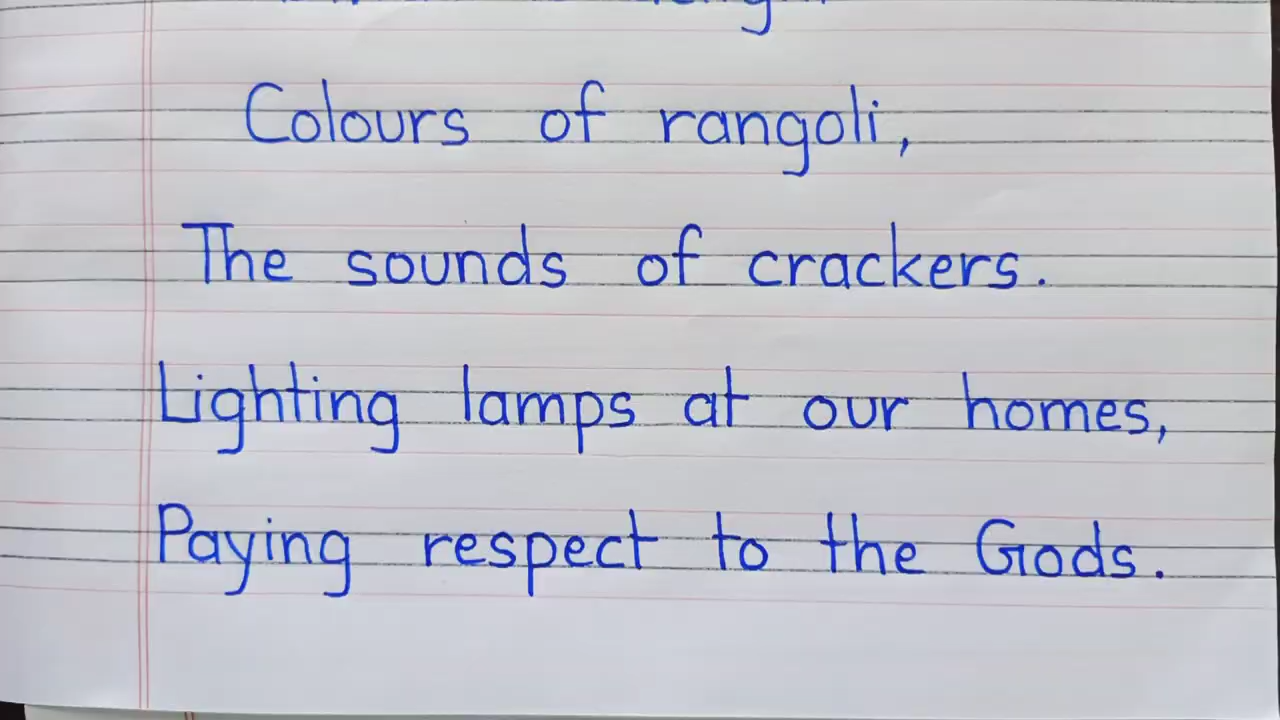 Colours of rangoli,
The sounds of crackers.
Lighting lamps at our homes,
Paying respect to the Gods.